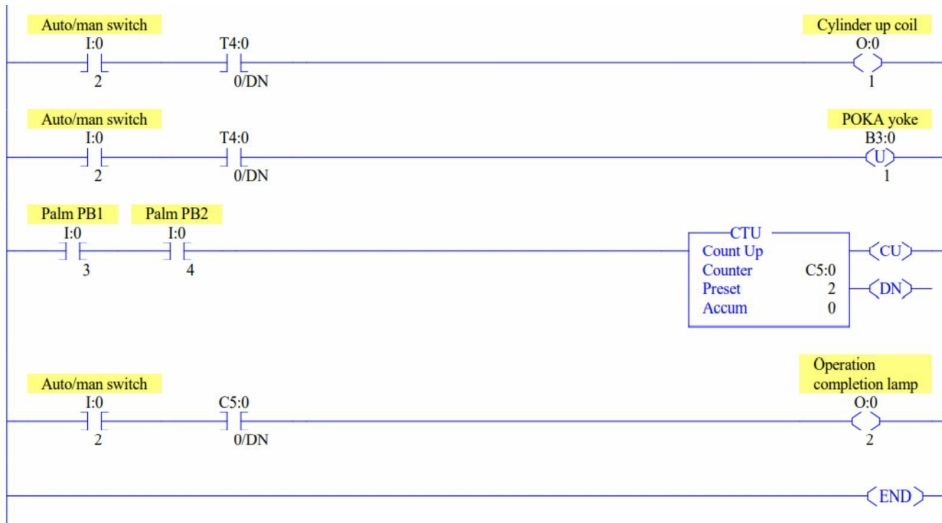 Auto/man switch
Cylinder up coil
I:0
T4:0
O:0
2
0/DN
1
Auto/man switch
POKA yoke
I:0
T4:0
B3:0
U
2
0/DN
1
Palm PB1
Palm PB2
I:0
I:0
3
4
CTU
Count Up
CU
Counter C5:0
Preset 2
DN
Accum 0
Operation
completion lamp
Auto/man switch
I:0
C5:0
O:0
2
0/DN
2
END